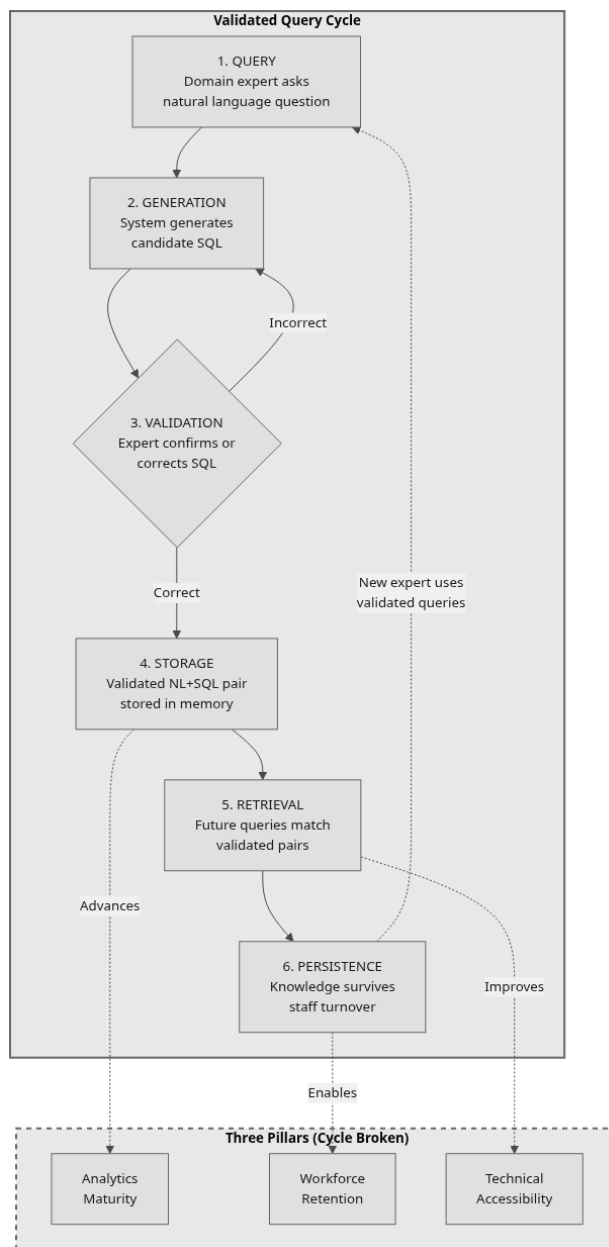 Validated Query Cycle
1. QUERY
Domain expert asks
natural language question
2. GENERATION
System generates
candidate SQL
Incorrect
3. VALIDATION
Expert confirms or
corrects SQL
New expert uses
validated queries
Correct
4. STORAGE
Validated NL+SQL pair
stored in memory
5. RETRIEVAL
Future queries match
validated pairs
Advances
6. PERSISTENCE
Knowledge survives
staff turnover
Improves
Enables
Three Pillars (Cycle Broken)
Analytics
Maturity
Workforce
Retention
Technical
Accessibility